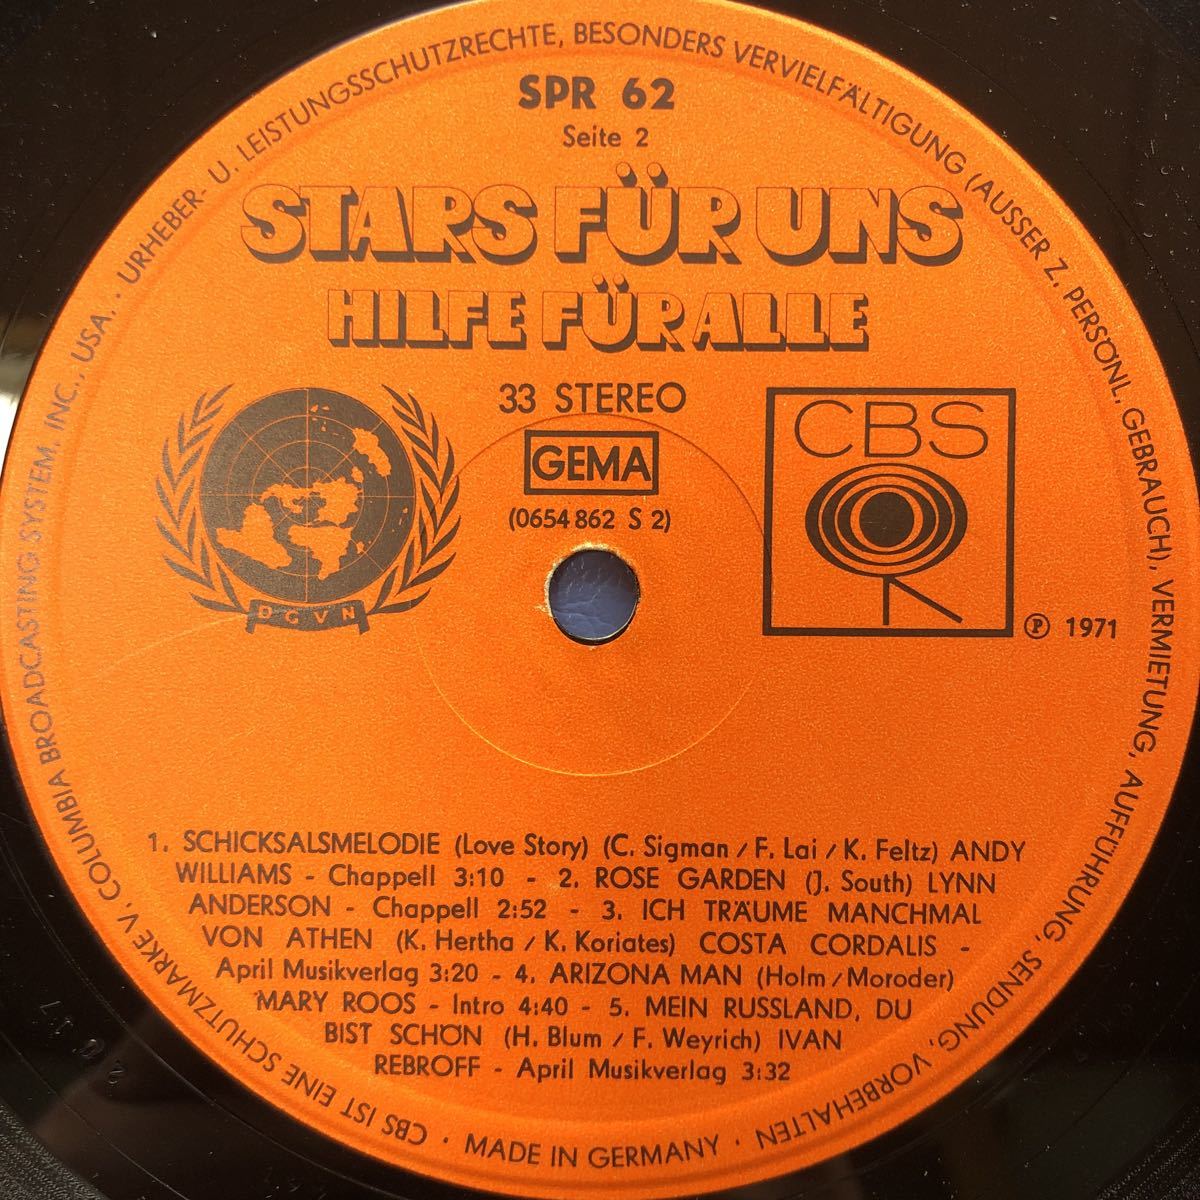 SPR 62
Seite 2
STARS FÜR UNS
HILFE FÜR ALLE
33 STEREO
GEMA
(0654 862 S 2)
DGVN
CBS
℗ 1971
1. SCHICKSALSMELODIE (Love Story) (C. Sigman / F. Lai / K. Feltz) ANDY
WILLIAMS - Chappell 3:10 - 2. ROSE GARDEN (J. South) LYNN
ANDERSON - Chappell 2:52 - 3. ICH TRÄUME MANCHMAL
VON ATHEN (K. Hertha / K. Koriates) COSTA CORDALIS -
April Musikverlag 3:20 - 4. ARIZONA MAN (Holm / Moroder)
MARY ROOS - Intro 4:40 - 5. MEIN RUSSLAND, DU
BIST SCHÖN (H. Blum / F. Weyrich) IVAN
REBROFF - April Musikverlag 3:32
CBS IST EINE SCHUTZMARKE V. COLUMBIA BROADCASTING SYSTEM, INC., USA. · URHEBER- U. LEISTUNGSSCHUTZRECHTE, BESONDERS VERVIELFÄLTIGUNG (AUSSER Z. PERSÖNL. GEBRAUCH), VERMIETUNG, AUFFÜHRUNG, SENDUNG, VORBEHALTEN · MADE IN GERMANY ·